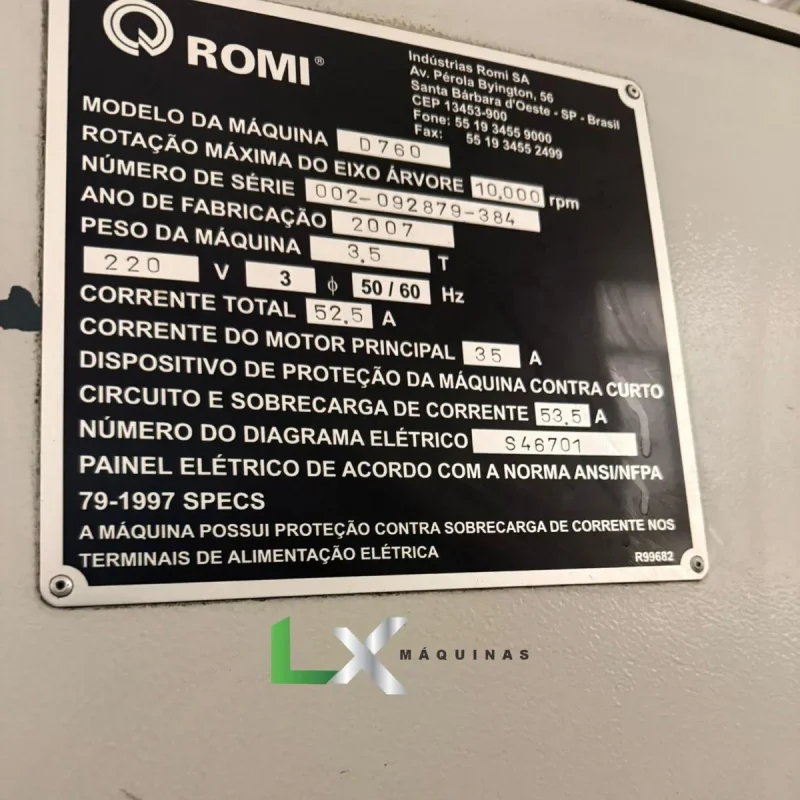 ROMI®
Indústrias Romi SA
Av. Pérola Byington, 56
Santa Bárbara d'Oeste - SP - Brasil
CEP 13453-900
Fone: 55 19 3455 9000
Fax: 55 19 3455 2499
MODELO DA MÁQUINA D760
ROTAÇÃO MÁXIMA DO EIXO ÁRVORE 10,000 rpm
NÚMERO DE SÉRIE 002-092879-384
ANO DE FABRICAÇÃO 2007
PESO DA MÁQUINA 3,5 T
220 V 3 ϕ 50 / 60 Hz
CORRENTE TOTAL 52,5 A
CORRENTE DO MOTOR PRINCIPAL 35 A
DISPOSITIVO DE PROTEÇÃO DA MÁQUINA CONTRA CURTO
CIRCUITO E SOBRECARGA DE CORRENTE 53,5 A
NÚMERO DO DIAGRAMA ELÉTRICO S46701
PAINEL ELÉTRICO DE ACORDO COM A NORMA ANSI/NFPA
79-1997 SPECS
A MÁQUINA POSSUI PROTEÇÃO CONTRA SOBRECARGA DE CORRENTE NOS
TERMINAIS DE ALIMENTAÇÃO ELÉTRICA
R99682
LX MÁQUINAS